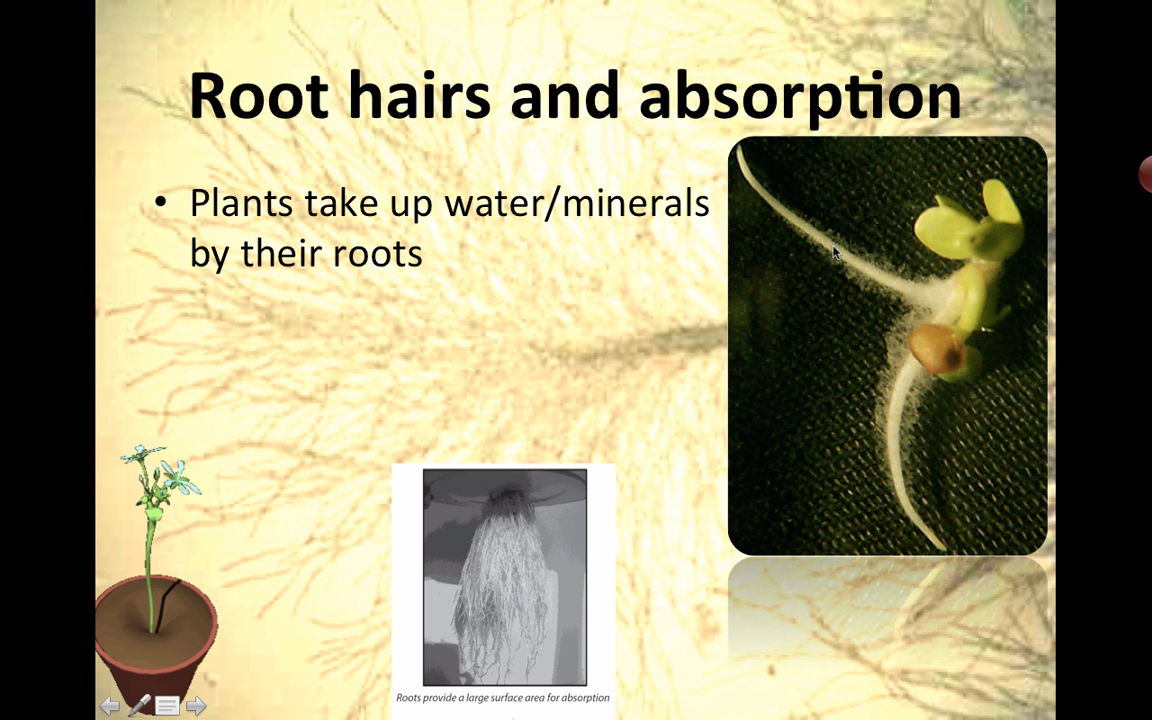 Root hairs and absorption
• Plants take up water/minerals
by their roots
Roots provide a large surface area for absorption